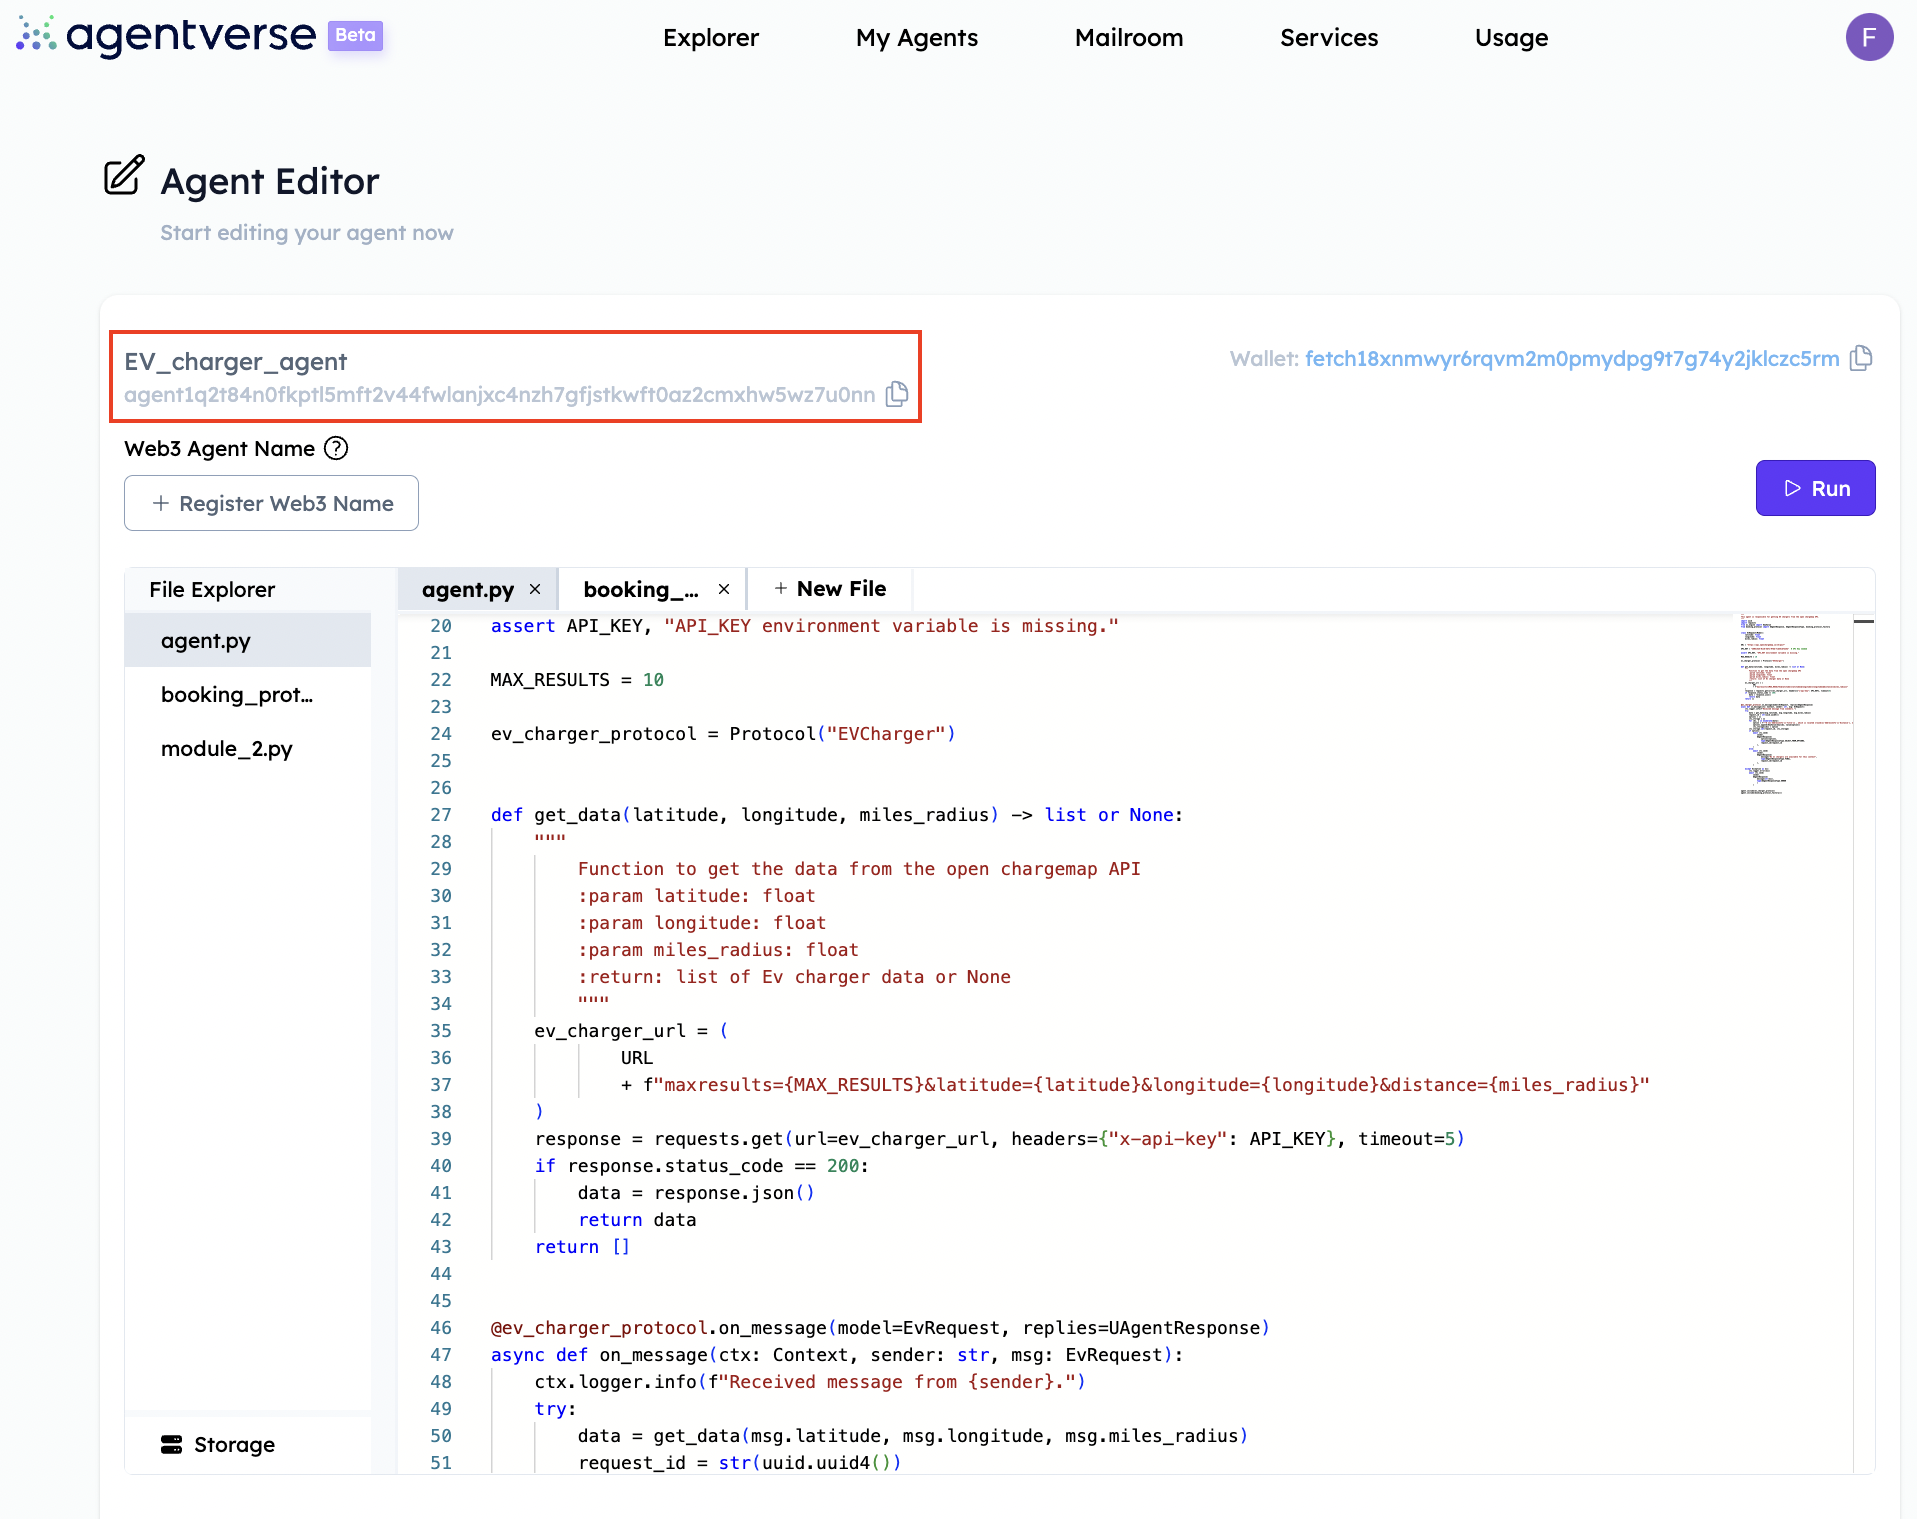 agentverse Beta
Explorer My Agents Mailroom Services Usage F
Agent Editor
Start editing your agent now
EV_charger_agent
agent1q2t84n0fkptl5mft2v44fwlanjxc4nzh7gfjstkwft0az2cmxhw5wz7u0nn
Wallet: fetch18xnmwyr6rqvm2m0pmydpg9t7g74y2jklczc5rm
Web3 Agent Name ?
+ Register Web3 Name
Run
File Explorer
agent.py
booking_prot...
module_2.py
Storage
agent.py × booking_... × + New File
20 assert API_KEY, "API_KEY environment variable is missing."
21
22 MAX_RESULTS = 10
23
24 ev_charger_protocol = Protocol("EVCharger")
25
26
27 def get_data(latitude, longitude, miles_radius) -> list or None:
28     """
29         Function to get the data from the open chargemap API
30         :param latitude: float
31         :param longitude: float
32         :param miles_radius: float
33         :return: list of Ev charger data or None
34         """
35     ev_charger_url = (
36             URL
37             + f"maxresults={MAX_RESULTS}&latitude={latitude}&longitude={longitude}&distance={miles_radius}"
38     )
39     response = requests.get(url=ev_charger_url, headers={"x-api-key": API_KEY}, timeout=5)
40     if response.status_code == 200:
41         data = response.json()
42         return data
43     return []
44
45
46 @ev_charger_protocol.on_message(model=EvRequest, replies=UAgentResponse)
47 async def on_message(ctx: Context, sender: str, msg: EvRequest):
48     ctx.logger.info(f"Received message from {sender}.")
49     try:
50         data = get_data(msg.latitude, msg.longitude, msg.miles_radius)
51         request_id = str(uuid.uuid4())